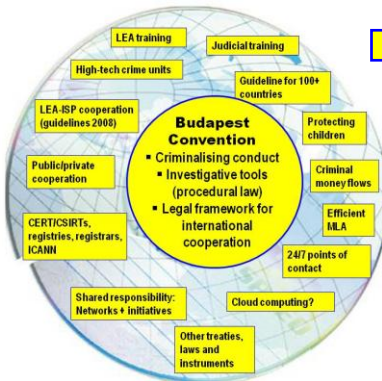 LEA training
Judicial training
High-tech crime units
Guideline for 100+
countries
LEA-ISP cooperation
(guidelines 2008)
Budapest
Convention
▪ Criminalising conduct
▪ Investigative tools
(procedural law)
▪ Legal framework for
international
cooperation
Protecting
children
Public/private
cooperation
Criminal
money flows
Efficient
MLA
CERT/CSIRTs,
registries, registrars,
ICANN
24/7 points of
contact
Shared responsibility:
Networks + initiatives
Cloud computing?
Other treaties,
laws and
instruments